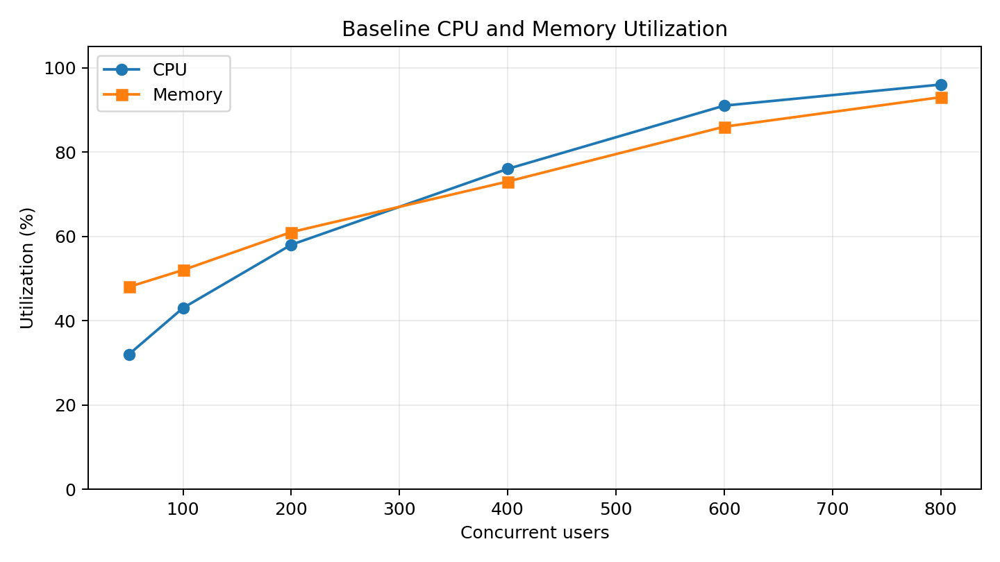 Baseline CPU and Memory Utilization
CPU
Memory
Utilization (%)
100
80
60
40
20
0
100 200 300 400 500 600 700 800
Concurrent users